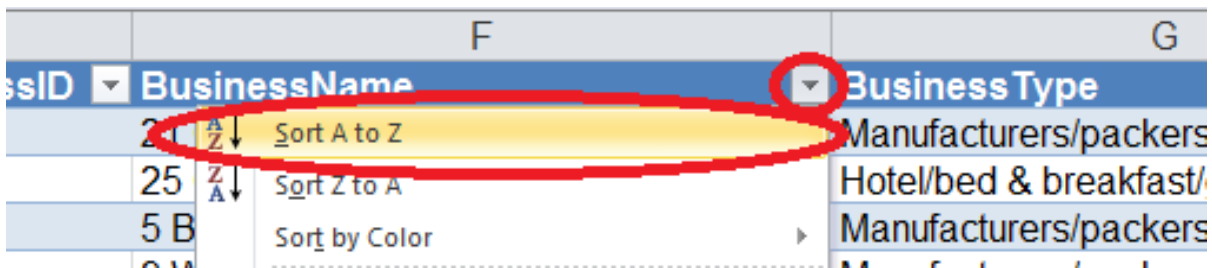 F G
ssID BusinessName BusinessType
Sort A to Z Manufacturers/packers
25 Sort Z to A Hotel/bed & breakfast/
5 B Sort by Color Manufacturers/packers